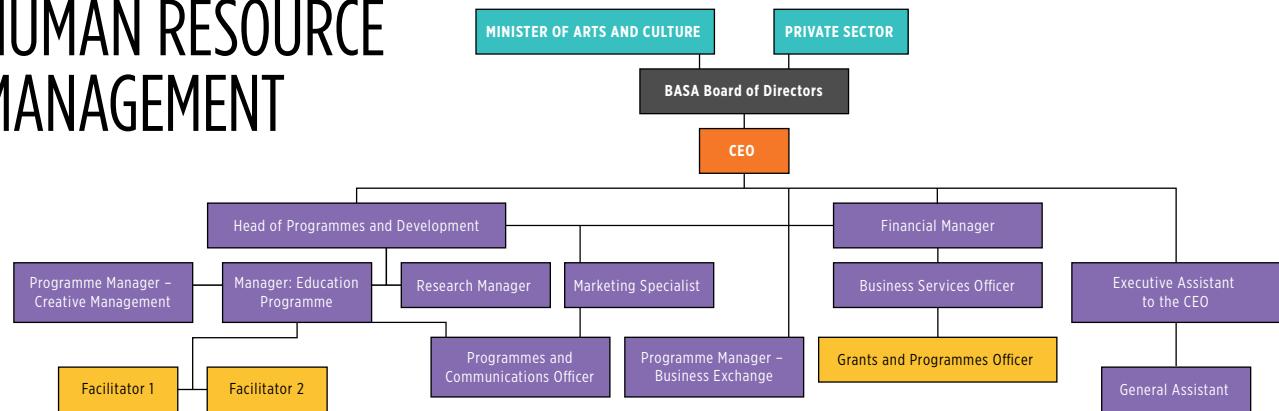 HUMAN RESOURCE
MANAGEMENT
MINISTER OF ARTS AND CULTURE
PRIVATE SECTOR
BASA Board of Directors
CEO
Head of Programmes and Development
Financial Manager
Programme Manager –
Creative Management
Manager: Education
Programme
Research Manager
Marketing Specialist
Business Services Officer
Executive Assistant
to the CEO
Programmes and
Communications Officer
Programme Manager –
Business Exchange
Grants and Programmes Officer
Facilitator 1
Facilitator 2
General Assistant